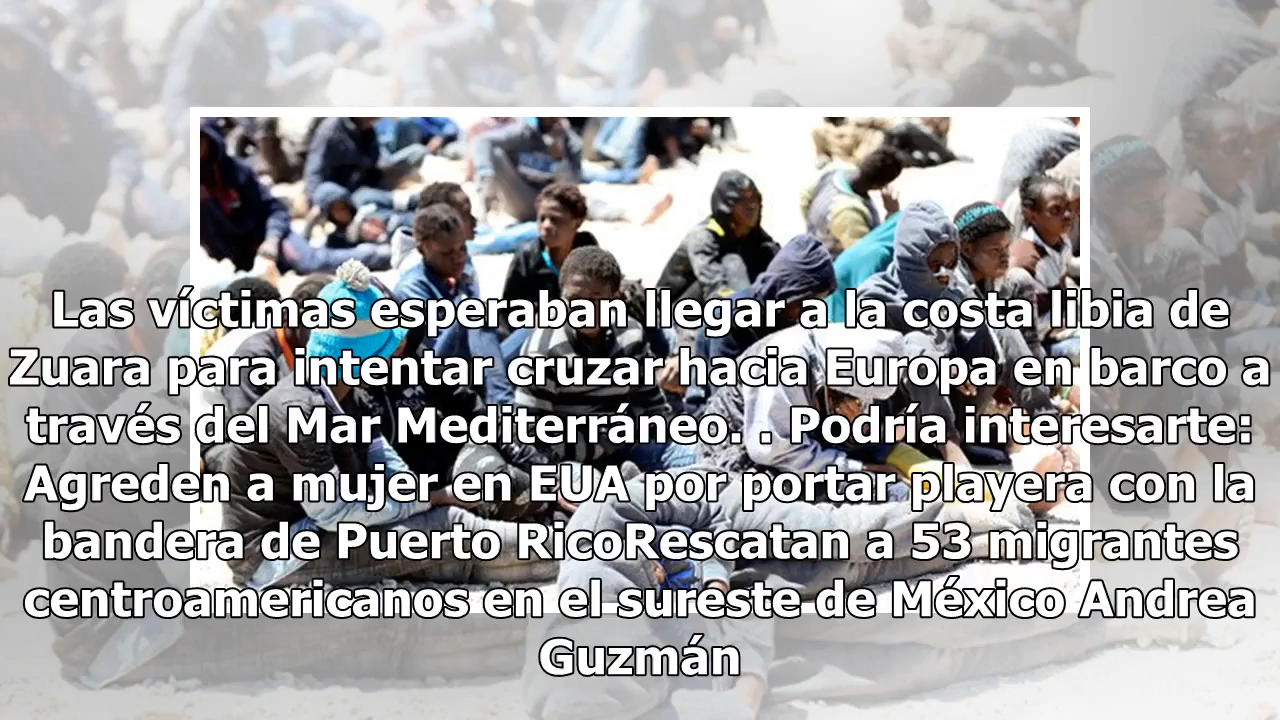 Las víctimas esperaban llegar a la costa libia de
Zuara para intentar cruzar hacia Europa en barco a
través del Mar Mediterráneo. . Podría interesarte:
Agreden a mujer en EUA por portar playera con la
bandera de Puerto RicoRescatan a 53 migrantes
centroamericanos en el sureste de México Andrea
Guzmán